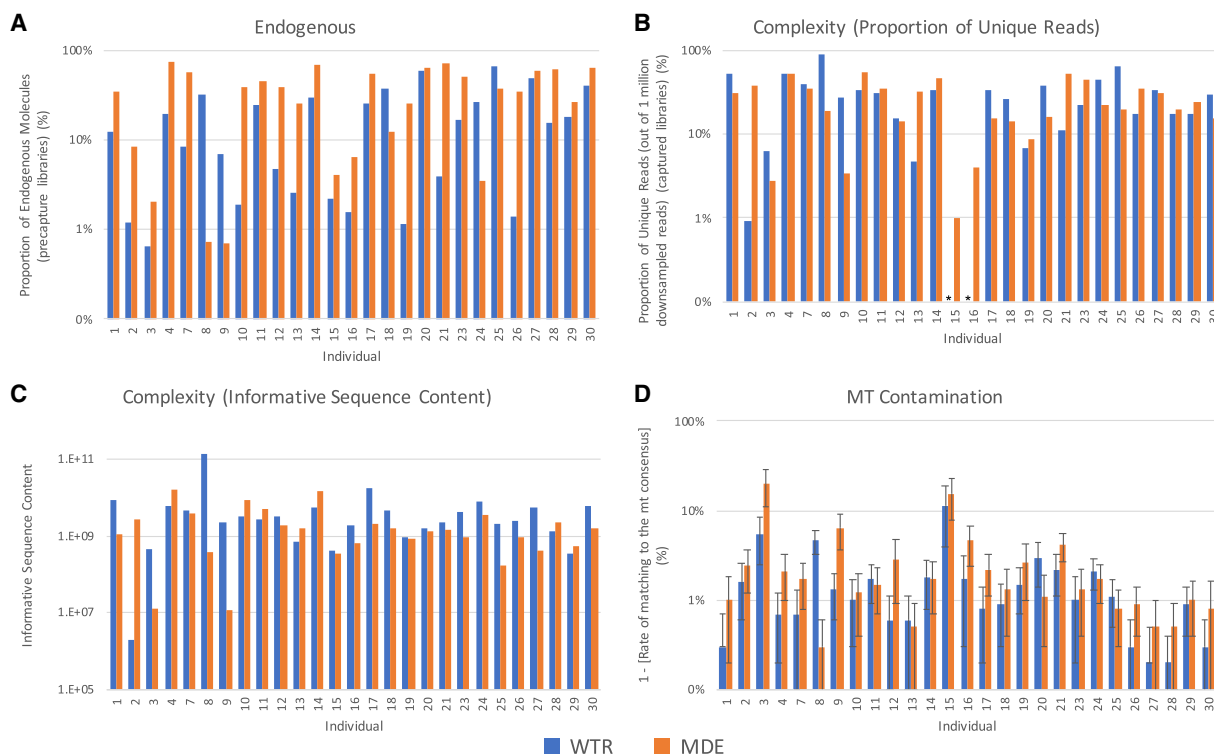 A
Endogenous
Proportion of Endogenous Molecules
(precapture libraries) (%)
100%
10%
1%
0%
1 2 3 4 7 8 9 10 11 12 13 14 15 16 17 18 19 20 21 23 24 25 26 27 28 29 30
Individual
B
Complexity (Proportion of Unique Reads)
Proportion of Unique Reads (out of 1 million
downsampled reads) (captured libraries) (%)
100%
10%
1%
0%
* *
1 2 3 4 7 8 9 10 11 12 13 14 15 16 17 18 19 20 21 23 24 25 26 27 28 29 30
Individual
C
Complexity (Informative Sequence Content)
Informative Sequence Content
1.E+11
1.E+09
1.E+07
1.E+05
1 2 3 4 7 8 9 10 11 12 13 14 15 16 17 18 19 20 21 23 24 25 26 27 28 29 30
Individual
D
MT Contamination
1 - [Rate of matching to the mt consensus]
(%)
100%
10%
1%
0%
1 2 3 4 7 8 9 10 11 12 13 14 15 16 17 18 19 20 21 23 24 25 26 27 28 29 30
Individual
WTR MDE